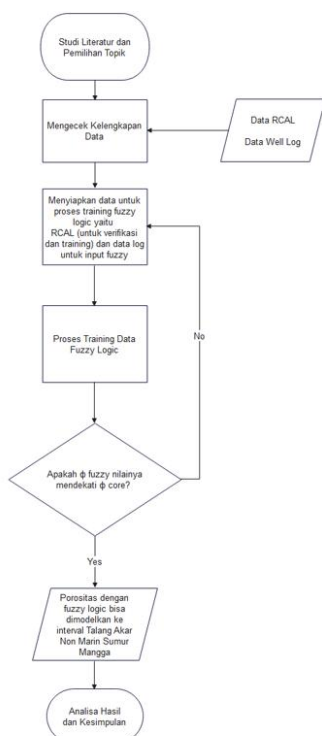 Studi Literatur dan
Pemilihan Topik
Mengecek Kelengkapan
Data
Data RCAL
Data Well Log
Menyiapkan data untuk
proses training fuzzy
logic yaitu
RCAL (untuk verifikasi
dan training) dan data log
untuk input fuzzy
Proses Training Data
Fuzzy Logic
No
Apakah ϕ fuzzy nilainya
mendekati ϕ core?
Yes
Porositas dengan
fuzzy logic bisa
dimodelkan ke
interval Talang Akar
Non Marin Sumur
Mangga
Analisa Hasil
dan Kesimpulan